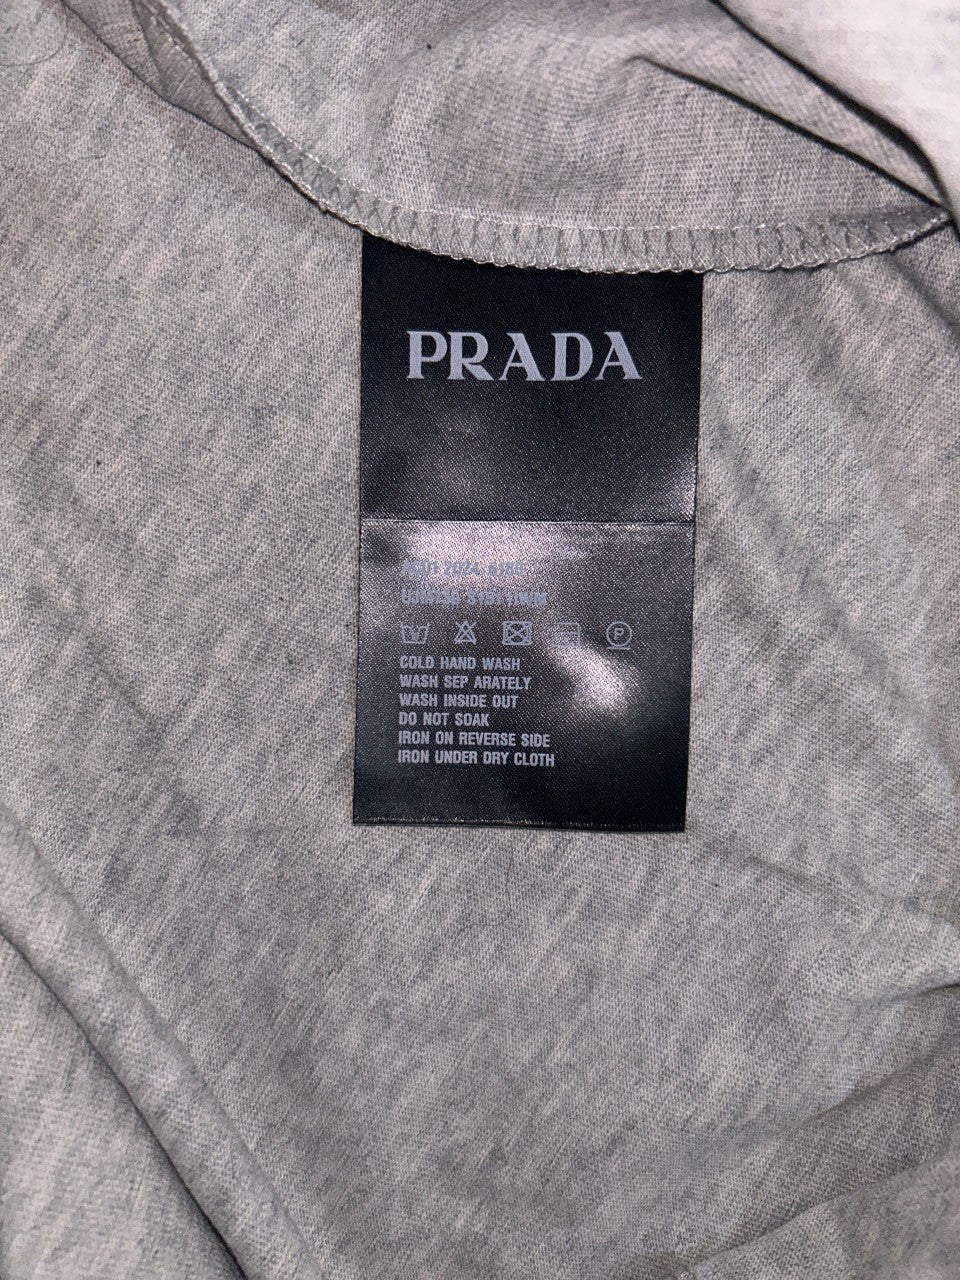 PRADA
COLD HAND WASH
WASH SEP ARATELY
WASH INSIDE OUT
DO NOT SOAK
IRON ON REVERSE SIDE
IRON UNDER DRY CLOTH